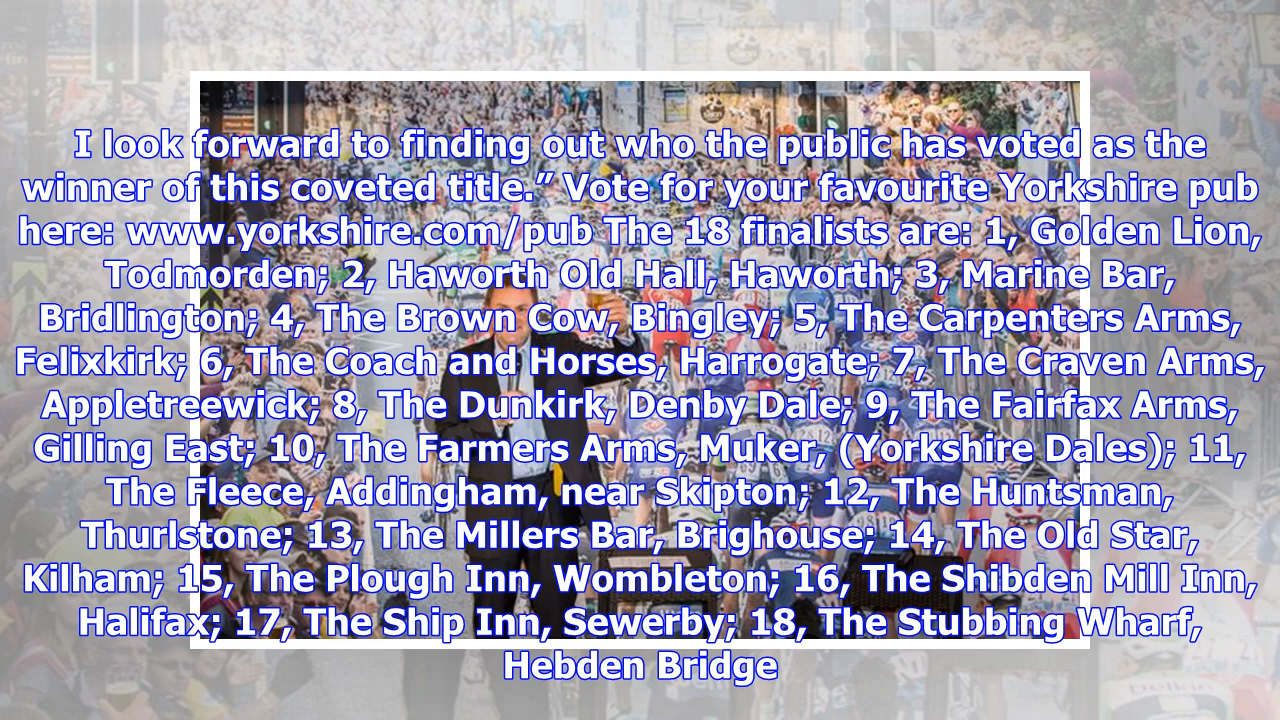 I look forward to finding out who the public has voted as the
winner of this coveted title.” Vote for your favourite Yorkshire pub
here: www.yorkshire.com/pub The 18 finalists are: 1, Golden Lion,
Todmorden; 2, Haworth Old Hall, Haworth; 3, Marine Bar,
Bridlington; 4, The Brown Cow, Bingley; 5, The Carpenters Arms,
Felixkirk; 6, The Coach and Horses, Harrogate; 7, The Craven Arms,
Appletreewick; 8, The Dunkirk, Denby Dale; 9, The Fairfax Arms,
Gilling East; 10, The Farmers Arms, Muker, (Yorkshire Dales); 11,
The Fleece, Addingham, near Skipton; 12, The Huntsman,
Thurlstone; 13, The Millers Bar, Brighouse; 14, The Old Star,
Kilham; 15, The Plough Inn, Wombleton; 16, The Shibden Mill Inn,
Halifax; 17, The Ship Inn, Sewerby; 18, The Stubbing Wharf,
Hebden Bridge
belkin